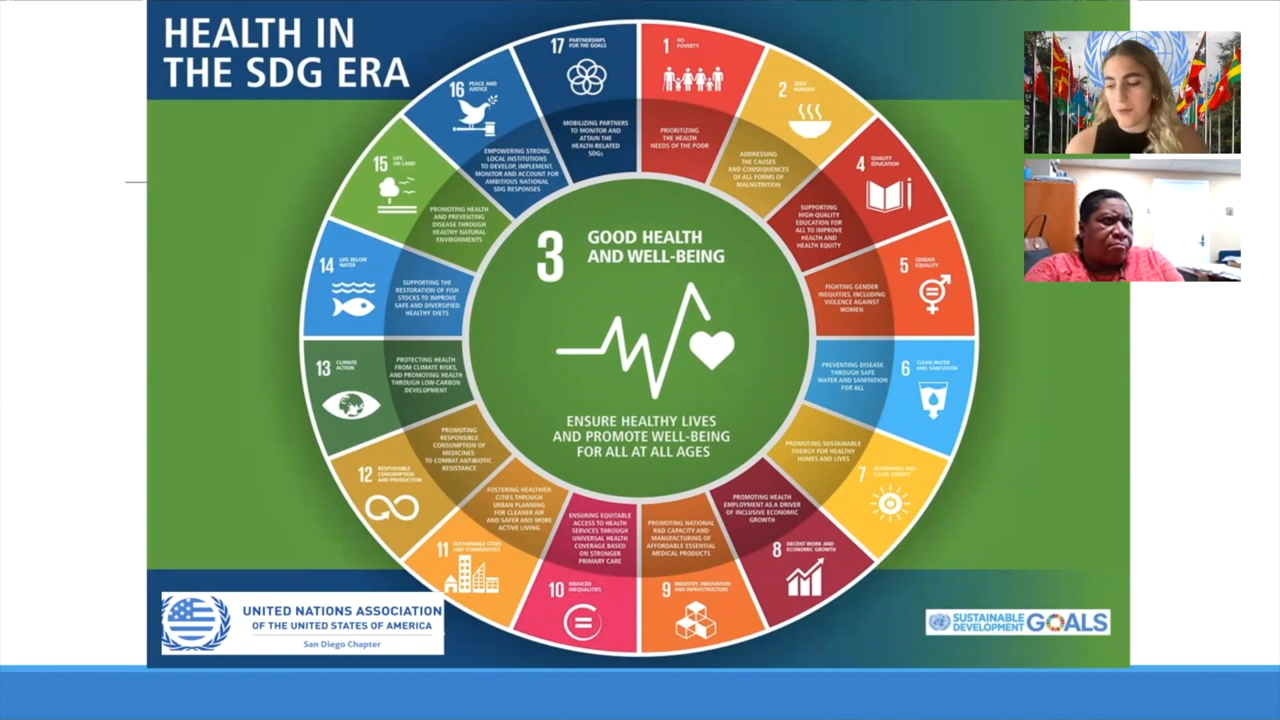 HEALTH IN
THE SDG ERA
1 NO
POVERTY
PRIORITIZING
THE HEALTH
NEEDS OF THE POOR
2 ZERO
HUNGER
ADDRESSING
THE CAUSES
AND CONSEQUENCES
OF ALL FORMS OF
MALNUTRITION
3 GOOD HEALTH
AND WELL-BEING
ENSURE HEALTHY LIVES
AND PROMOTE WELL-BEING
FOR ALL AT ALL AGES
4 QUALITY
EDUCATION
SUPPORTING
HIGH-QUALITY
EDUCATION FOR
ALL TO IMPROVE
HEALTH AND
HEALTH EQUITY
5 GENDER
EQUALITY
FIGHTING GENDER
INEQUITIES, INCLUDING
VIOLENCE AGAINST
WOMEN
6 CLEAN WATER
AND SANITATION
PREVENTING DISEASE
THROUGH SAFE
WATER AND SANITATION
FOR ALL
7 AFFORDABLE AND
CLEAN ENERGY
PROMOTING SUSTAINABLE
ENERGY FOR HEALTHY
HOMES AND LIVES
8 DECENT WORK AND
ECONOMIC GROWTH
PROMOTING HEALTH
EMPLOYMENT AS A DRIVER
OF INCLUSIVE ECONOMIC
GROWTH
9 INDUSTRY, INNOVATION
AND INFRASTRUCTURE
PROMOTING NATIONAL
R&D CAPACITY AND
MANUFACTURING OF
AFFORDABLE ESSENTIAL
MEDICAL PRODUCTS
10 REDUCED
INEQUALITIES
ENSURING EQUITABLE
ACCESS TO HEALTH
SERVICES THROUGH
UNIVERSAL HEALTH
COVERAGE BASED
ON STRONGER
PRIMARY CARE
11 SUSTAINABLE CITIES
AND COMMUNITIES
FOSTERING HEALTHIER
CITIES THROUGH
URBAN PLANNING
FOR CLEANER AIR
AND SAFER AND MORE
ACTIVE LIVING
12 RESPONSIBLE
CONSUMPTION
AND PRODUCTION
PROMOTING
RESPONSIBLE
CONSUMPTION OF
MEDICINES
TO COMBAT ANTIBIOTIC
RESISTANCE
13 CLIMATE
ACTION
PROTECTING HEALTH
FROM CLIMATE RISKS,
AND PROMOTING HEALTH
THROUGH LOW-CARBON
DEVELOPMENT
14 LIFE BELOW
WATER
SUPPORTING THE
RESTORATION OF FISH
STOCKS TO IMPROVE
SAFE AND DIVERSIFIED
HEALTHY DIETS
15 LIFE
ON LAND
PROMOTING HEALTH
AND PREVENTING
DISEASE THROUGH
HEALTHY NATURAL
ENVIRONMENTS
16 PEACE AND
JUSTICE
EMPOWERING STRONG
LOCAL INSTITUTIONS
TO DEVELOP, IMPLEMENT,
MONITOR AND ACCOUNT FOR
AMBITIOUS NATIONAL
SDG RESPONSES
17 PARTNERSHIPS
FOR THE GOALS
MOBILIZING PARTNERS
TO MONITOR AND
ATTAIN THE
HEALTH-RELATED
SDGs
UNITED NATIONS ASSOCIATION
OF THE UNITED STATES OF AMERICA
San Diego Chapter
SUSTAINABLE
DEVELOPMENT GOALS